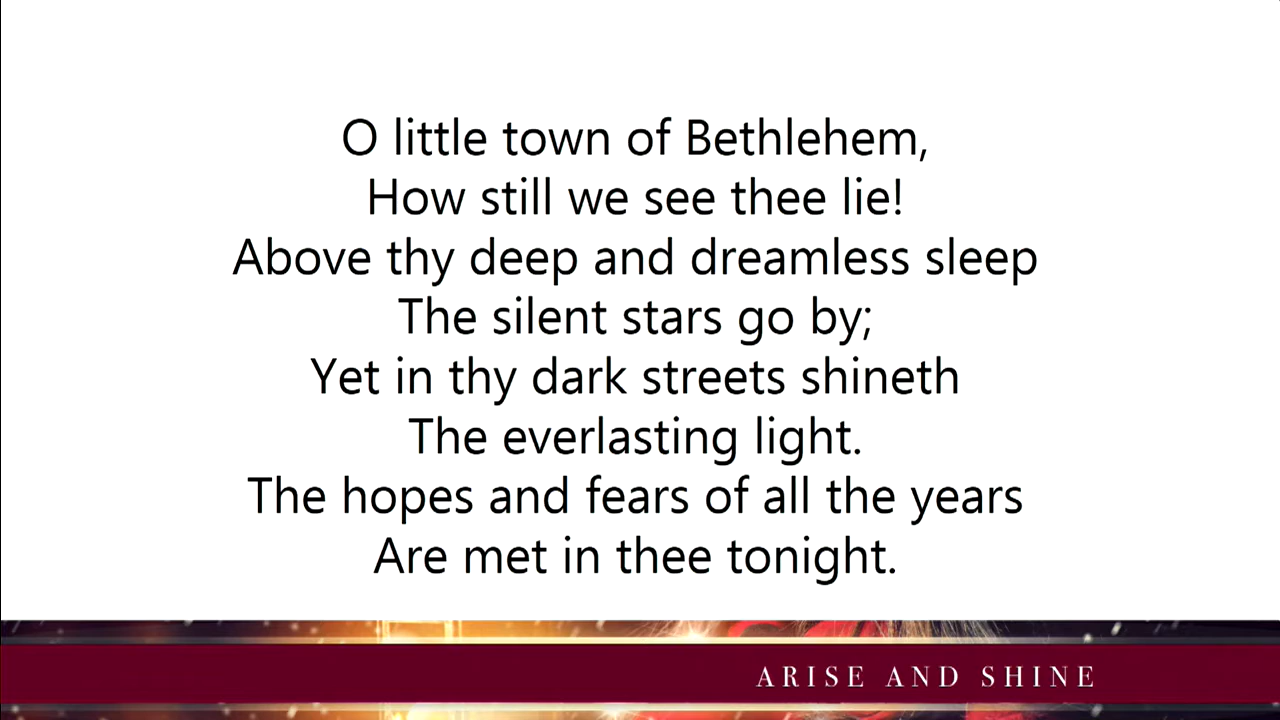 O little town of Bethlehem,
How still we see thee lie!
Above thy deep and dreamless sleep
The silent stars go by;
Yet in thy dark streets shineth
The everlasting light.
The hopes and fears of all the years
Are met in thee tonight.
ARISE AND SHINE